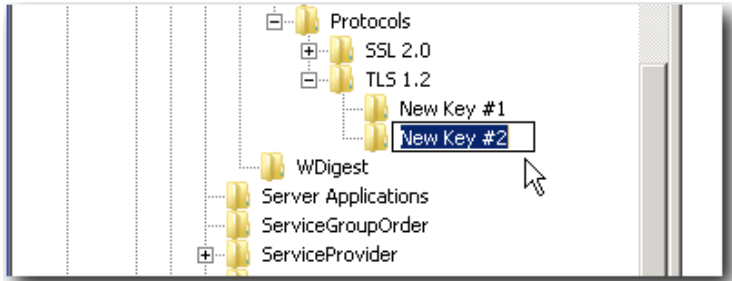 Protocols
SSL 2.0
TLS 1.2
New Key #1
New Key #2
WDigest
Server Applications
ServiceGroupOrder
ServiceProvider